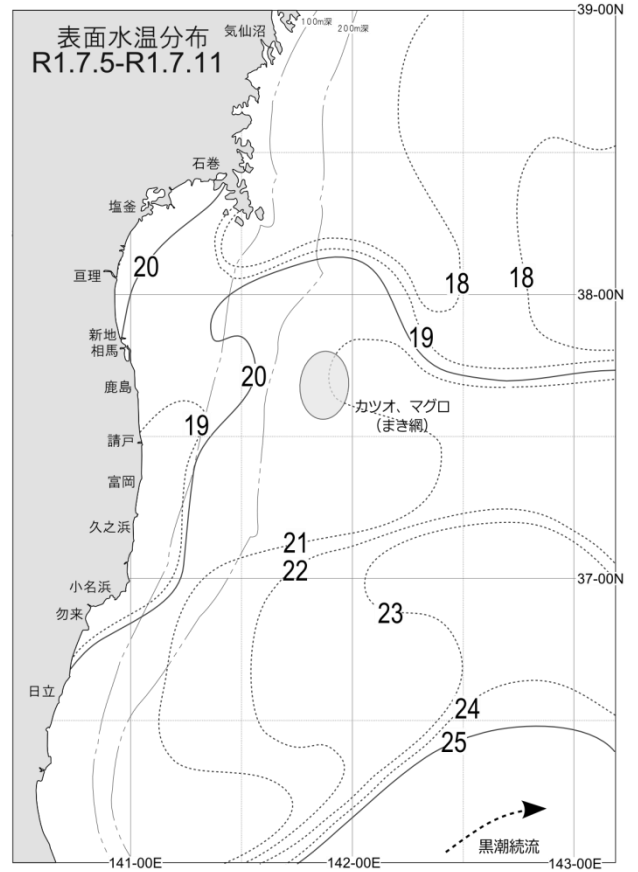 表面水温分布
R1.7.5-R1.7.11
気仙沼
100m深
200m深
39-00N
石巻
塩釜
20
亘理
18
18
38-00N
新地
相馬
19
20
鹿島
カツオ、マグロ
(まき網)
19
請戸
富岡
久之浜
21
22
37-00N
小名浜
勿来
23
日立
24
25
黒潮続流
141-00E
142-00E
143-00E